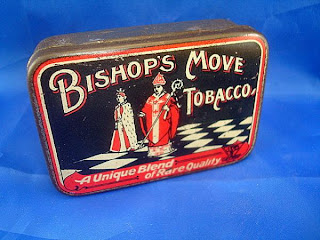 BISHOP'S MOVE
TOBACCO.
A Unique Blend
of Rare Quality